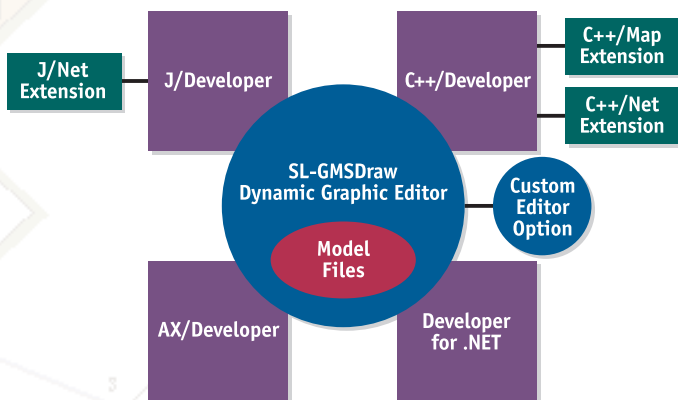 J/Net
Extension
J/Developer
C++/Developer
C++/Map
Extension
C++/Net
Extension
SL-GMSDraw
Dynamic Graphic Editor
Custom
Editor
Option
Model
Files
AX/Developer
Developer
for .NET
3